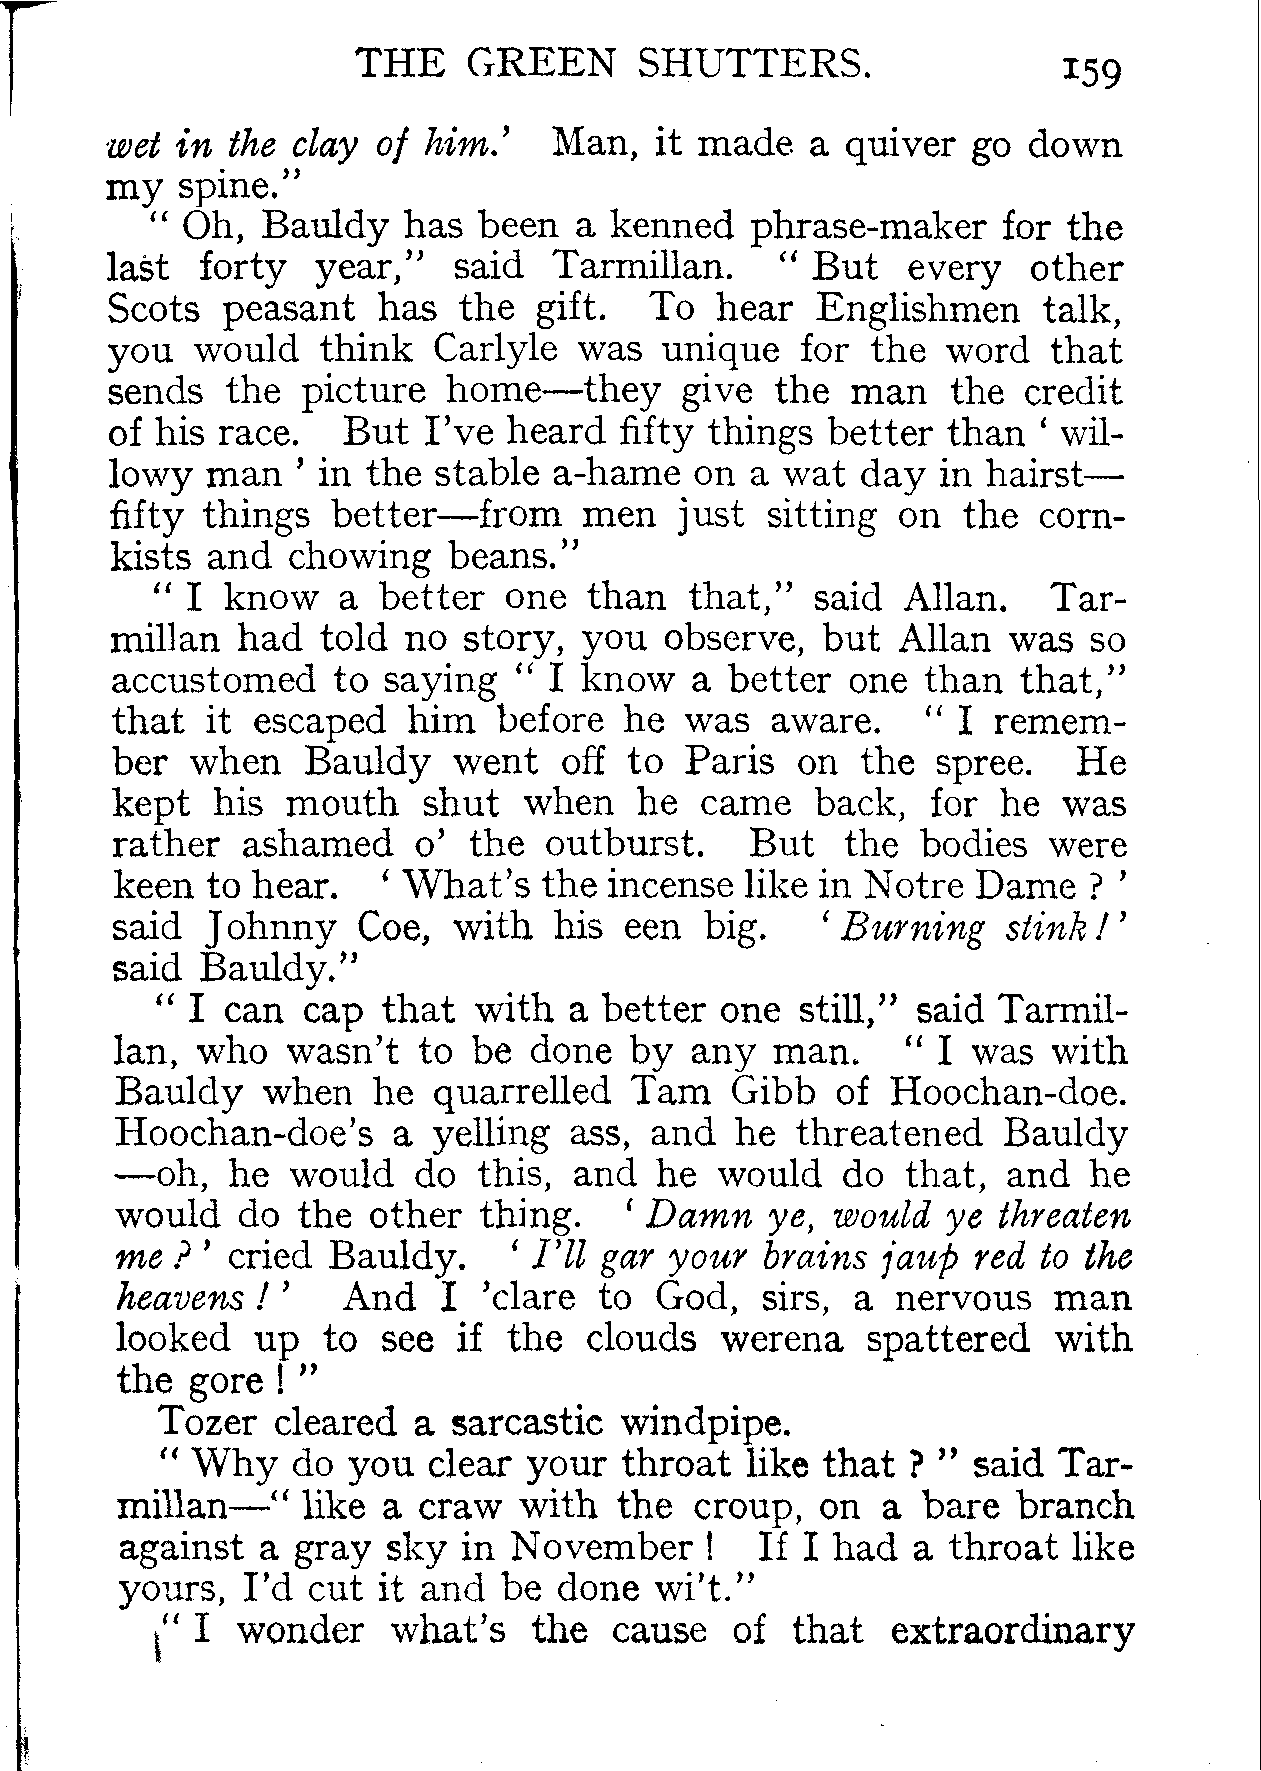 THE GREEN SHUTTERS. 159
wet in the clay of him.’ Man, it made a quiver go down
my spine.”
“ Oh, Bauldy has been a kenned phrase-maker for the
last forty year,” said Tarmillan. “ But every other
Scots peasant has the gift. To hear Englishmen talk,
you would think Carlyle was unique for the word that
sends the picture home—they give the man the credit
of his race. But I’ve heard fifty things better than ‘ wil-
lowy man ’ in the stable a-hame on a wat day in hairst—
fifty things better—from men just sitting on the corn-
kists and chowing beans.”
“ I know a better one than that,” said Allan. Tar-
millan had told no story, you observe, but Allan was so
accustomed to saying “ I know a better one than that,”
that it escaped him before he was aware. “ I remem-
ber when Bauldy went off to Paris on the spree. He
kept his mouth shut when he came back, for he was
rather ashamed o’ the outburst. But the bodies were
keen to hear. ‘ What’s the incense like in Notre Dame ? ’
said Johnny Coe, with his een big. ‘ Burning stink ! ’
said Bauldy.”
“ I can cap that with a better one still,” said Tarmil-
lan, who wasn’t to be done by any man. “ I was with
Bauldy when he quarrelled Tam Gibb of Hoochan-doe.
Hoochan-doe’s a yelling ass, and he threatened Bauldy
—oh, he would do this, and he would do that, and he
would do the other thing. ‘ Damn ye, would ye threaten
me ? ’ cried Bauldy. ‘ I’ll gar your brains jaup red to the
heavens ! ’ And I ’clare to God, sirs, a nervous man
looked up to see if the clouds werena spattered with
the gore ! ”
Tozer cleared a sarcastic windpipe.
“ Why do you clear your throat like that ? ” said Tar-
millan—“ like a craw with the croup, on a bare branch
against a gray sky in November ! If I had a throat like
yours, I’d cut it and be done wi’t.”
“ I wonder what’s the cause of that extraordinary